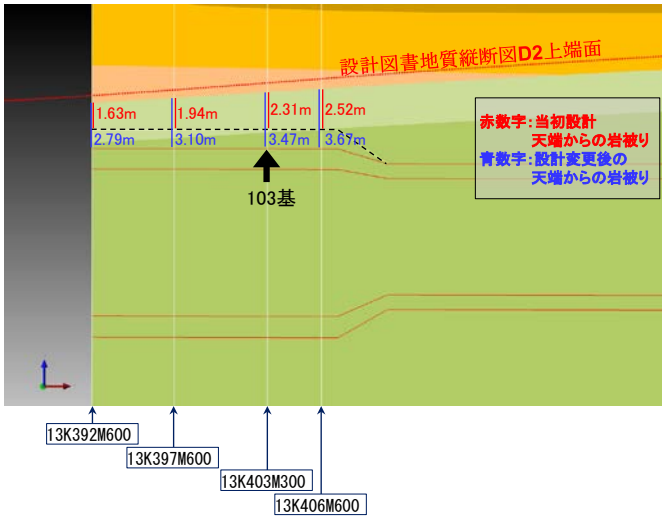 設計図書地質縦断図D2上端面
1.63m
1.94m
2.31m
2.52m
2.79m
3.10m
3.47m
3.67m
赤数字：当初設計
天端からの岩被り
青数字：設計変更後の
天端からの岩被り
103基
13K392M600
13K397M600
13K403M300
13K406M600